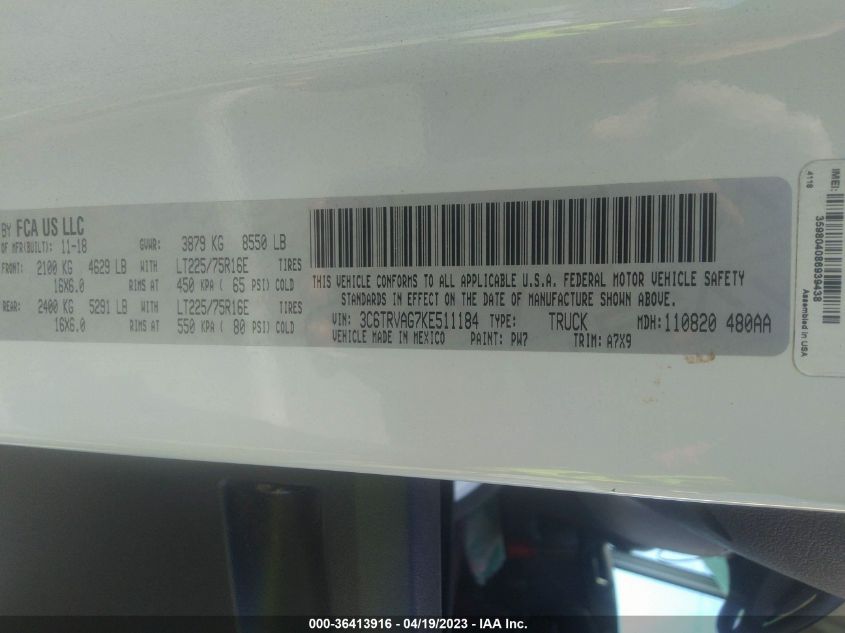 BY FCA US LLC
OF MFR(BUILT): 11-18 GVWR: 3879 KG 8550 LB
FRONT: 2100 KG 4629 LB WITH LT225/75R16E TIRES
16X6.0 RIMS AT 450 KPA ( 65 PSI) COLD
REAR: 2400 KG 5291 LB WITH LT225/75R16E TIRES
16X6.0 RIMS AT 550 KPA ( 80 PSI) COLD
THIS VEHICLE CONFORMS TO ALL APPLICABLE U.S.A. FEDERAL MOTOR VEHICLE SAFETY
STANDARDS IN EFFECT ON THE DATE OF MANUFACTURE SHOWN ABOVE.
VIN: 3C6TRVAG7KE511184 TYPE: TRUCK MDH: 110820 480AA
VEHICLE MADE IN MEXICO PAINT: PW7 TRIM: A7X9
4118
IMEI:
359804086939438
Assembled in USA
000-36413916 - 04/19/2023 - IAA Inc.